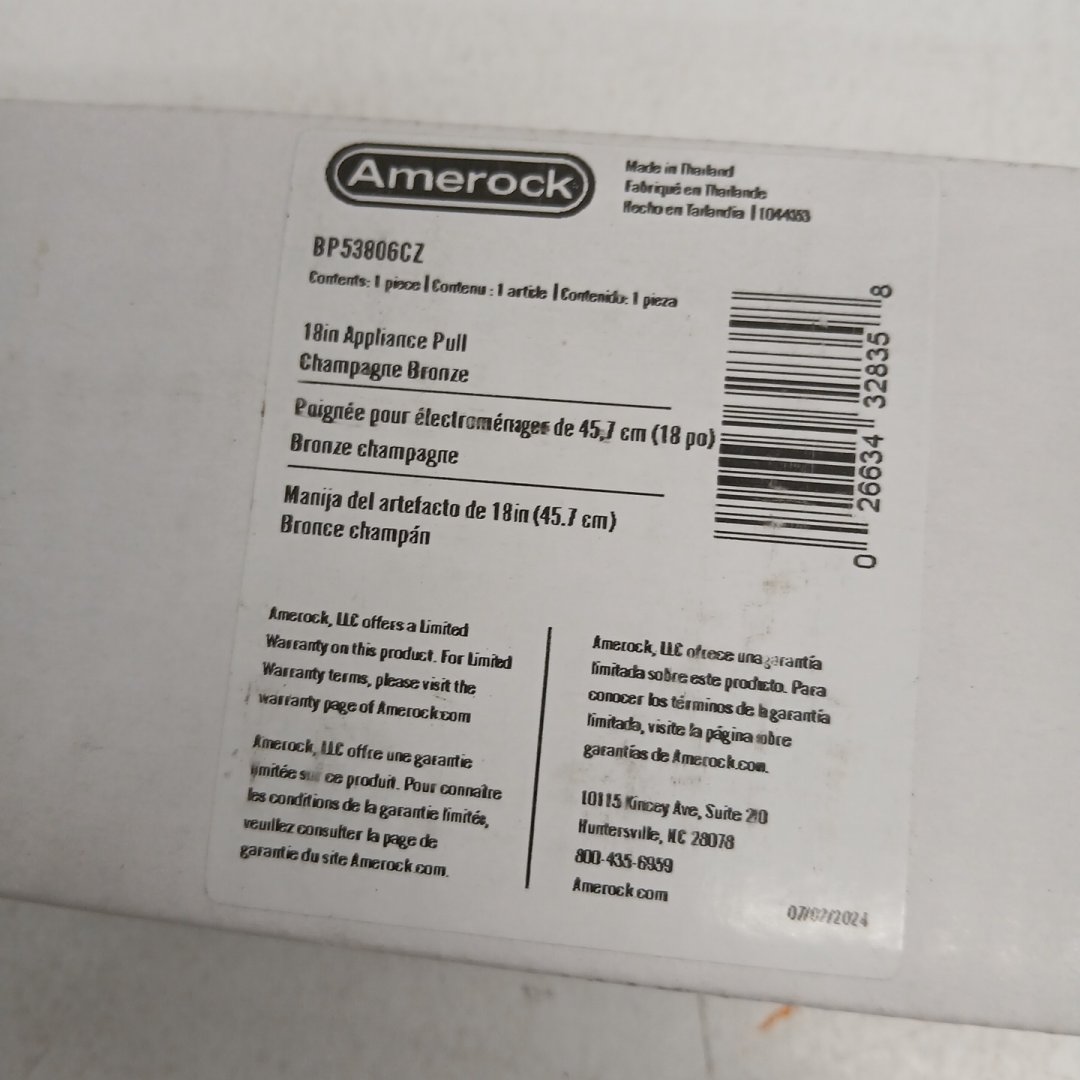 Amerock
Made in Thailand
Fabriqué en Thaïlande
Hecho en Tailandia | 1044353
BP53806CZ
Contents: 1 piece | Contenu : 1 article | Contenido: 1 pieza
18in Appliance Pull
Champagne Bronze
Poignée pour électroménages de 45,7 cm (18 po)
Bronze champagne
Manija del artefacto de 18in (45.7 cm)
Bronce champán
0 26634 32835 8
Amerock, LLC offers a Limited
Warranty on this product. For Limited
Warranty terms, please visit the
warranty page of Amerock.com
Amerock, LLC offre une garantie
limitée sur ce produit. Pour connaître
les conditions de la garantie limités,
veuillez consulter la page de
garantie du site Amerock.com.
Amerock, LLC ofrece una garantía
limitada sobre este producto. Para
conocer los términos de la garantía
limitada, visite la página sobre
garantías de Amerock.com.
10115 Kincey Ave, Suite 210
Huntersville, NC 28078
800-435-6959
Amerock.com
07/02/2024